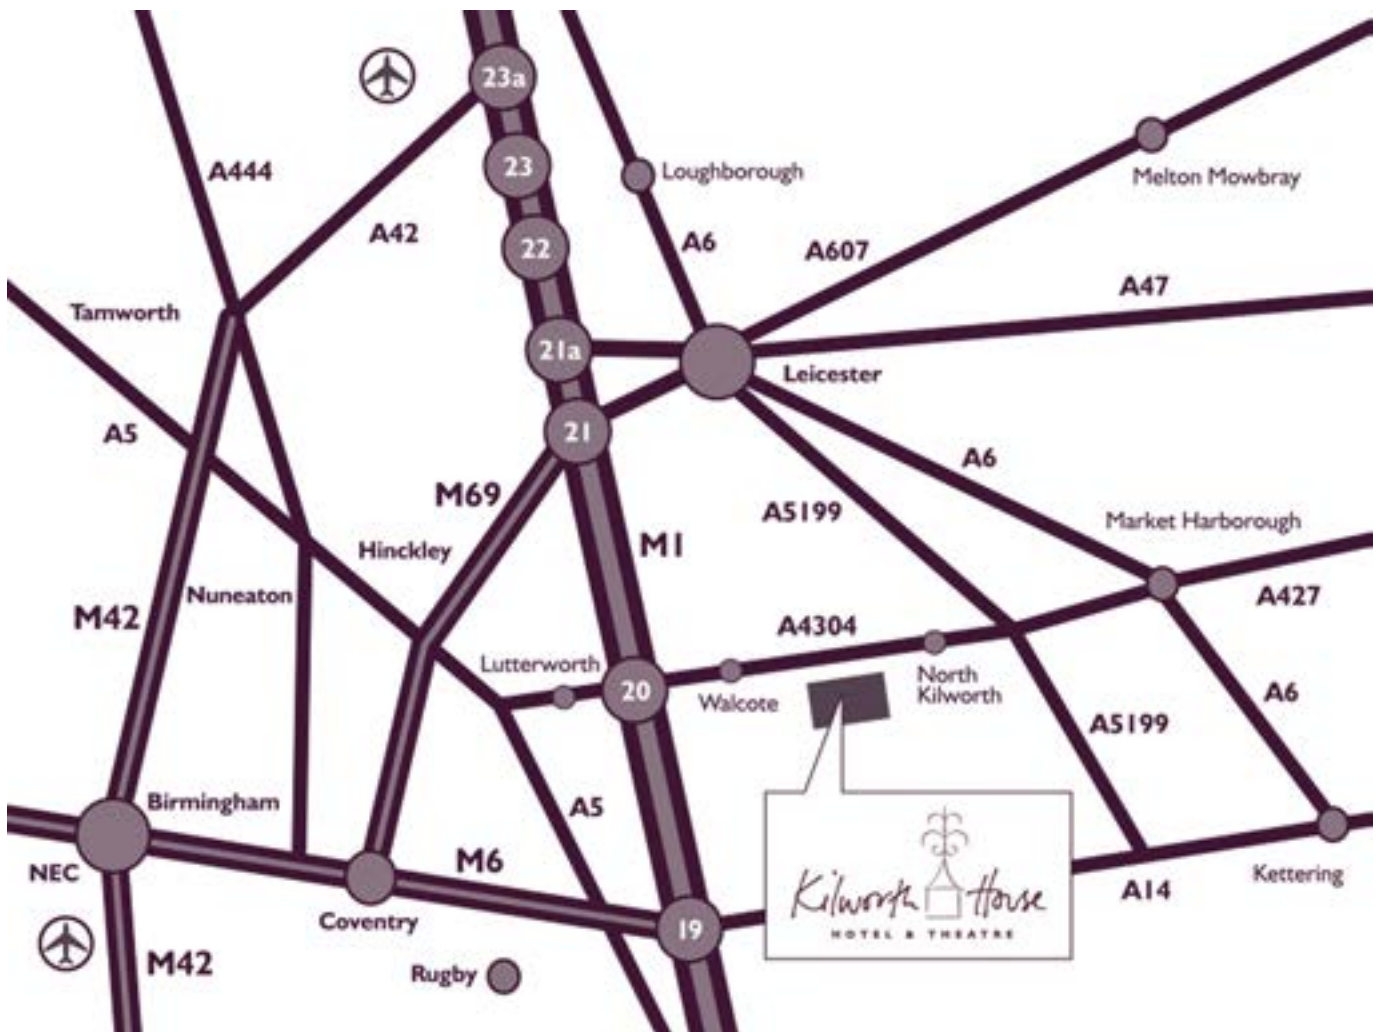 23a
A444
23
Loughborough
Melton Mowbray
A42
22
A6
A607
A47
Tamworth
21a
Leicester
A5
21
A6
M69
A5199
Market Harborough
Hinckley
M1
Nuneaton
M42
A427
A4304
Lutterworth
20
Walcote
North
Kilworth
A6
A5199
Birmingham
A5
M6
NEC
Kilworth House
HOTEL & THEATRE
A14
Kettering
Coventry
19
M42
Rugby